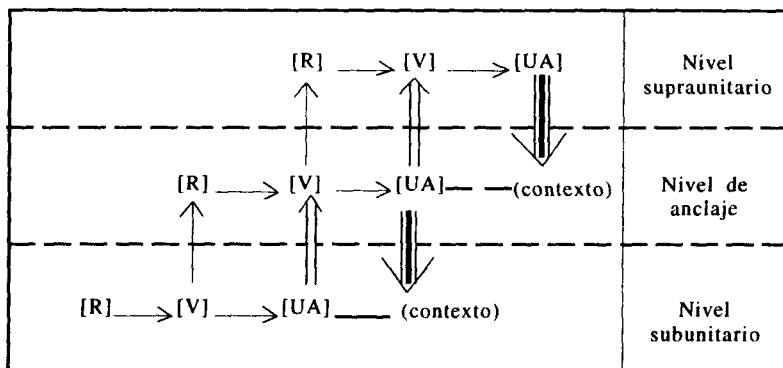 [R] [V] [UA] Nivel
supraunitario
[R] [V] [UA] (contexto) Nivel de
anclaje
[R] [V] [UA] (contexto) Nivel
subunitario